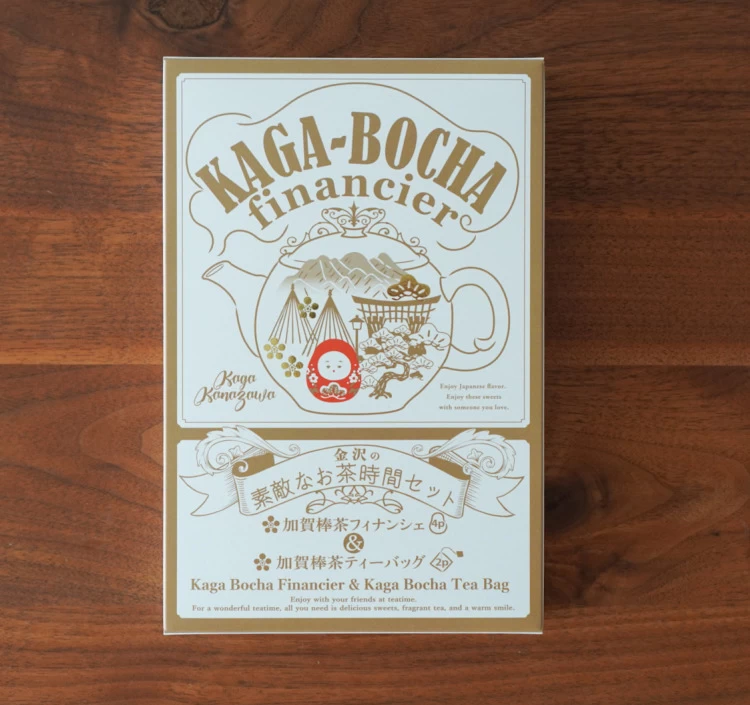 KAGA-BOCHA
financier
Kaga
Kanazawa
Enjoy Japanese flavor.
Enjoy those sweets
with someone you love.
金沢の
素敵なお茶時間セット
加賀棒茶フィナンシェ 4p
&
加賀棒茶ティーバッグ 2p
Kaga Bocha Financier & Kaga Bocha Tea Bag
Enjoy with your friends at teatime.
For a wonderful teatime, all you need is delicious sweets, fragrant tea, and a warm smile.